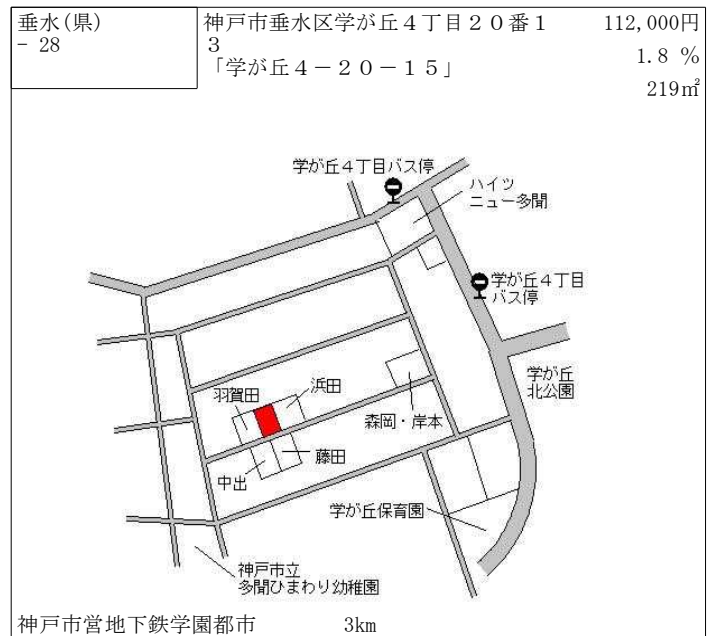 垂水(県)
- 28
神戸市垂水区学が丘４丁目２０番１
３
「学が丘４－２０－１５」
112,000円
1.8 %
219㎡
学が丘４丁目バス停
ハイツ
ニュー多聞
学が丘４丁目
バス停
学が丘
北公園
羽賀田
浜田
森岡・岸本
藤田
中出
学が丘保育園
神戸市立
多聞ひまわり幼稚園
神戸市営地下鉄学園都市 3km